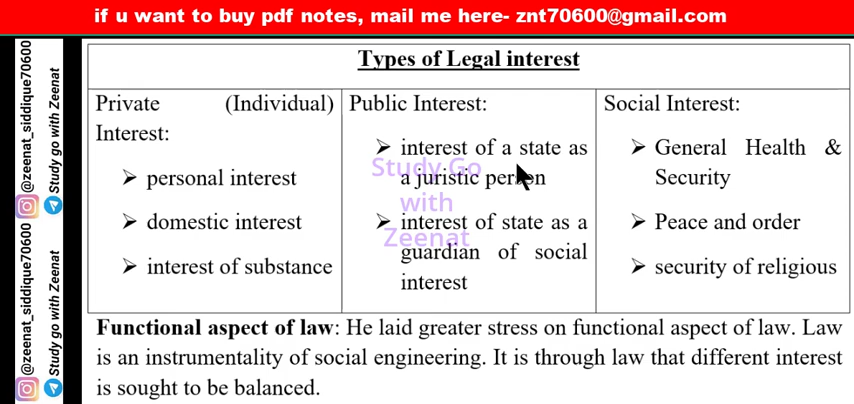 if u want to buy pdf notes, mail me here- znt70600@gmail.com
@zeenat_siddique70600
Study go with Zeenat
@zeenat_siddique70600
Study go with Zeenat
Types of Legal interest
Private (Individual)
Interest:
➢ personal interest
➢ domestic interest
➢ interest of substance
Public Interest:
➢ interest of a state as
a juristic person
➢ interest of state as a
guardian of social
interest
Social Interest:
➢ General Health &
Security
➢ Peace and order
➢ security of religious
Study Go
with
Zeenat
Functional aspect of law: He laid greater stress on functional aspect of law. Law
is an instrumentality of social engineering. It is through law that different interest
is sought to be balanced.